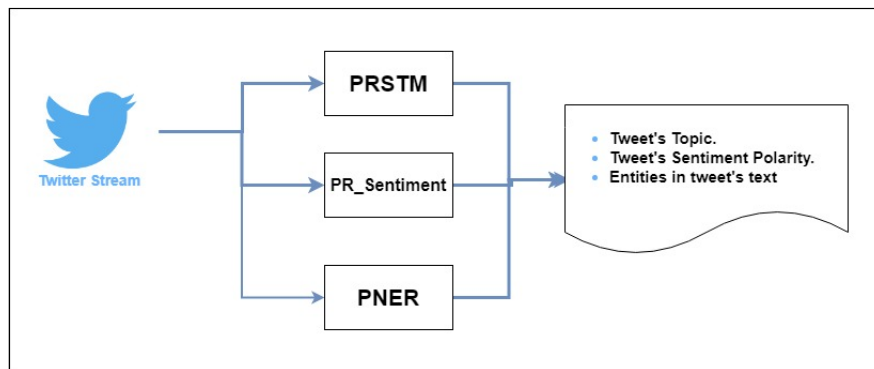 Twitter Stream
PRSTM
PR_Sentiment
PNER
Tweet's Topic.
Tweet's Sentiment Polarity.
Entities in tweet's text